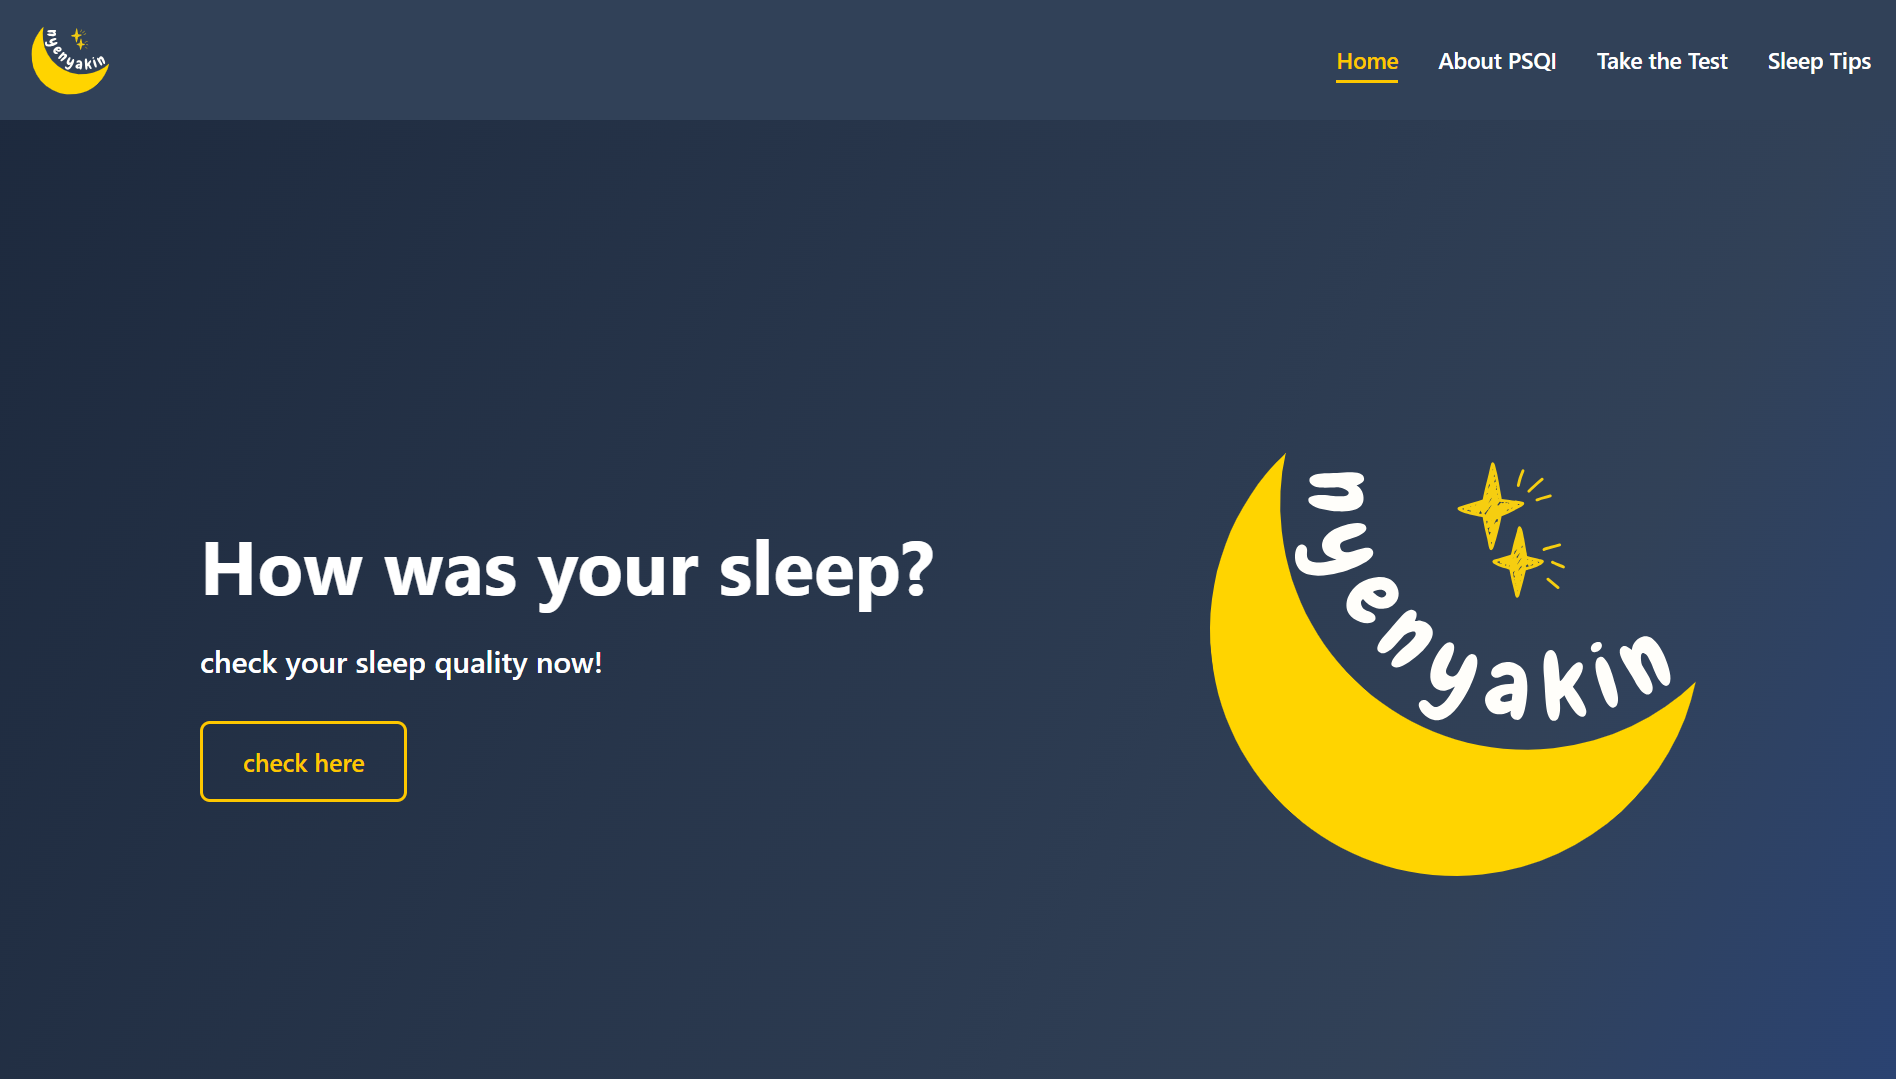 nyenyakin
Home
About PSQI
Take the Test
Sleep Tips
How was your sleep?
check your sleep quality now!
check here
nyenyakin